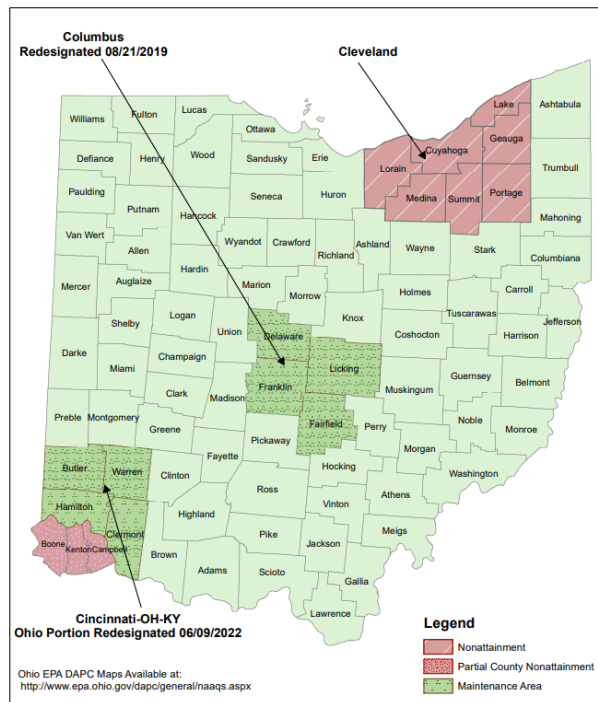 Columbus
Redesignated 08/21/2019
Cleveland
Williams
Fulton
Lucas
Ottawa
Lake
Ashtabula
Defiance
Henry
Wood
Sandusky
Erie
Lorain
Cuyahoga
Geauga
Trumbull
Paulding
Putnam
Hancock
Seneca
Huron
Medina
Summit
Portage
Mahoning
Van Wert
Allen
Wyandot
Crawford
Richland
Ashland
Wayne
Stark
Columbiana
Mercer
Auglaize
Hardin
Marion
Morrow
Holmes
Carroll
Tuscarawas
Jefferson
Shelby
Logan
Union
Delaware
Knox
Coshocton
Harrison
Darke
Miami
Champaign
Franklin
Licking
Muskingum
Guernsey
Belmont
Clark
Madison
Fairfield
Perry
Noble
Monroe
Preble
Montgomery
Greene
Fayette
Pickaway
Morgan
Butler
Warren
Clinton
Hocking
Washington
Hamilton
Ross
Athens
Vinton
Highland
Clermont
Boone
Kenton
Campbell
Brown
Pike
Jackson
Meigs
Adams
Scioto
Gallia
Lawrence
Cincinnati-OH-KY
Ohio Portion Redesignated 06/09/2022
Ohio EPA DAPC Maps Available at:
http://www.epa.ohio.gov/dapc/general/naaqs.aspx
Legend
Nonattainment
Partial County Nonattainment
Maintenance Area